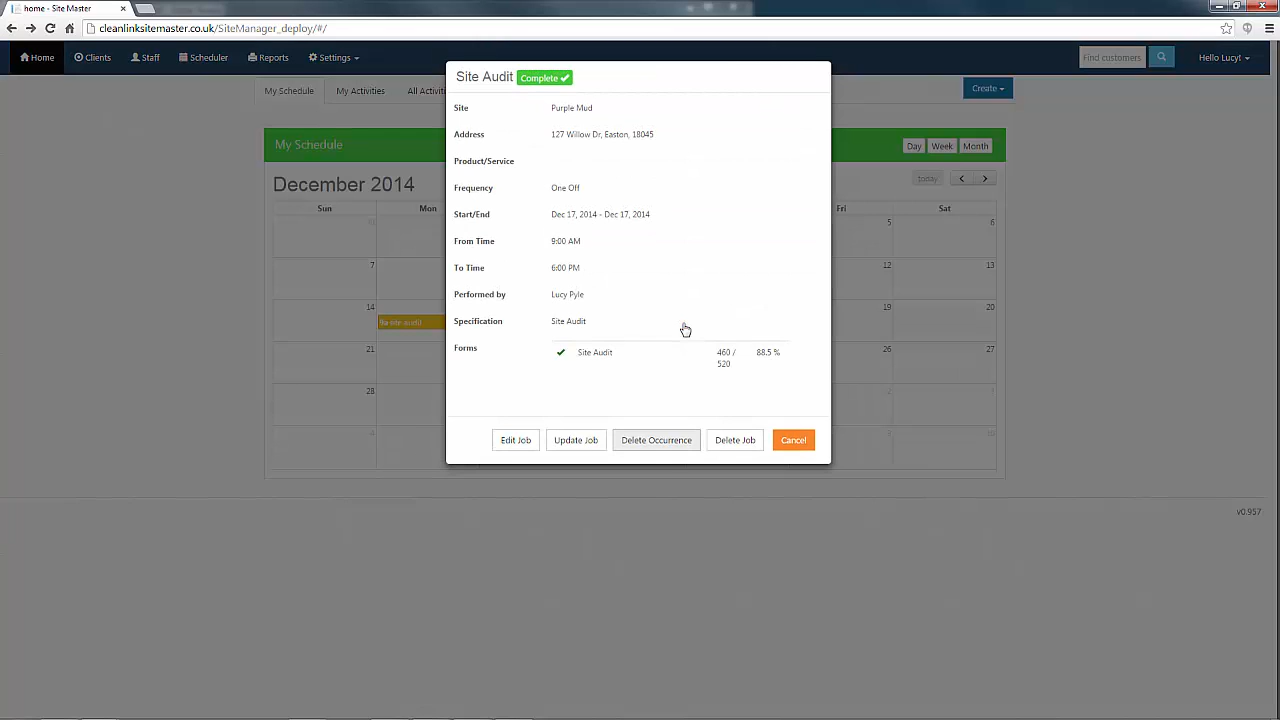 home - Site Master
cleanlinksitemaster.co.uk/SiteManager_deploy/#/
Home Clients Staff Scheduler Reports Settings Find customers Hello Lucy!
My Schedule My Activities All Activiti Create
My Schedule Day Week Month
December 2014 today
Sun Mon Fri Sat
5 6
7 12 13
14 19 20
9a site audit
21 26 27
28
Site Audit Complete
Site Purple Mud
Address 127 Willow Dr, Easton, 18045
Product/Service
Frequency One Off
Start/End Dec 17, 2014 - Dec 17, 2014
From Time 9:00 AM
To Time 6:00 PM
Performed by Lucy Pyle
Specification Site Audit
Forms Site Audit 460 / 88.5 %
520
Edit Job Update Job Delete Occurrence Delete Job Cancel
v0.957